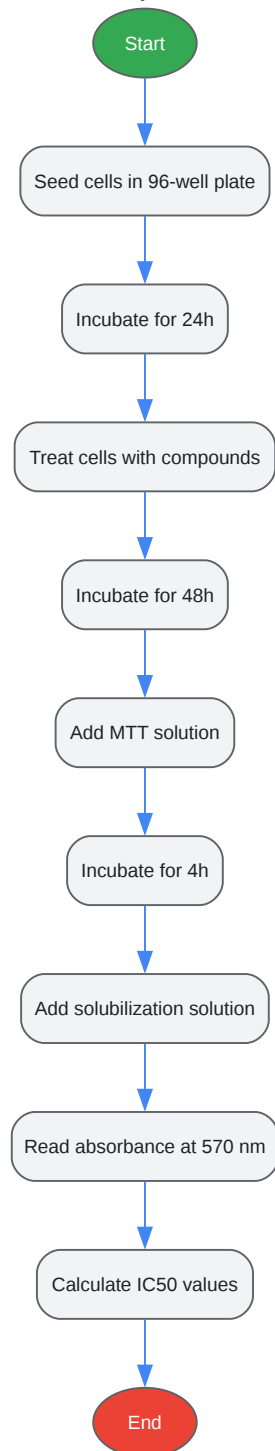 Start
Seed cells in 96-well plate
Incubate for 24h
Treat cells with compounds
Incubate for 48h
Add MTT solution
Incubate for 4h
Add solubilization solution
Read absorbance at 570 nm
Calculate IC50 values
End